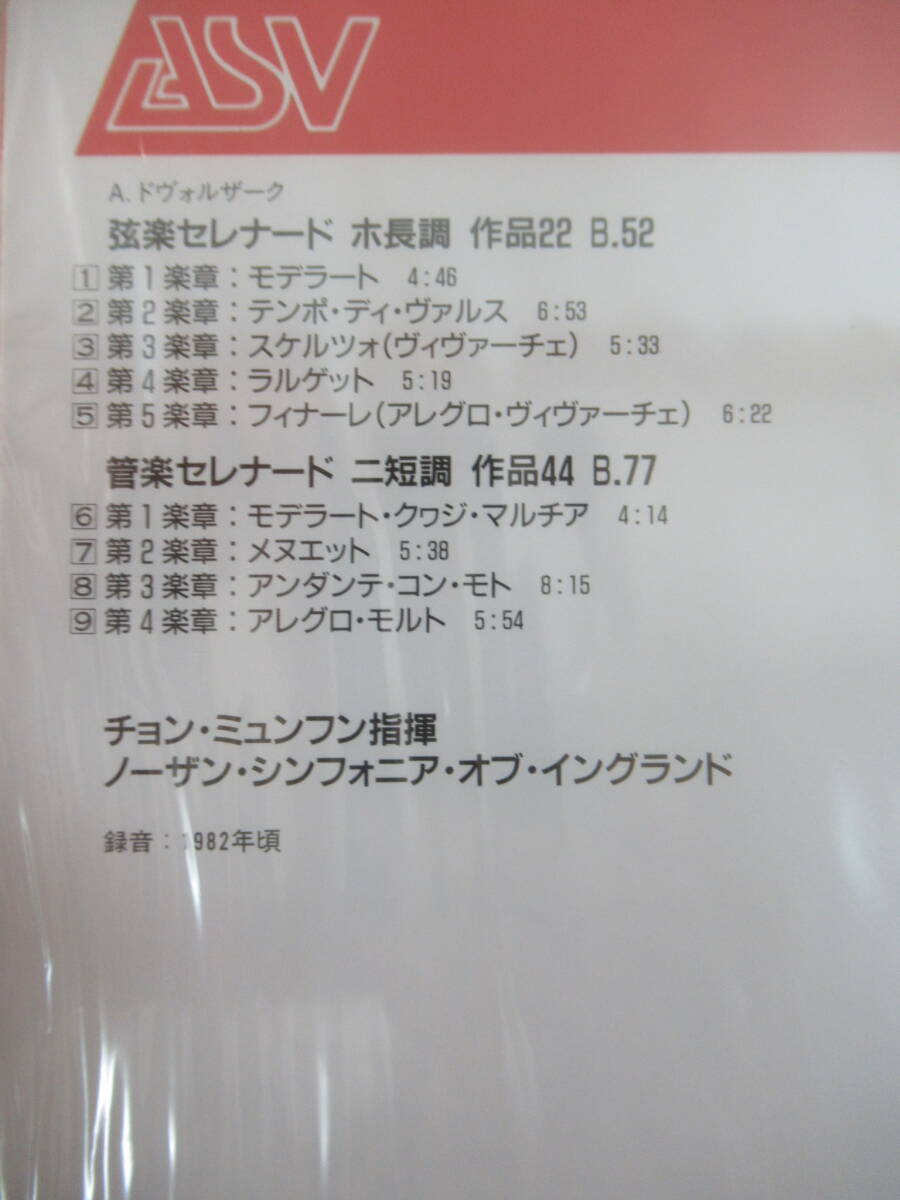 ASV
A.ドヴォルザーク
弦楽セレナード ホ長調 作品22 B.52
1 第1楽章:モデラート 4:46
2 第2楽章:テンポ・ディ・ヴァルス 6:53
3 第3楽章:スケルツォ(ヴィヴァーチェ) 5:33
4 第4楽章:ラルゲット 5:19
5 第5楽章:フィナーレ(アレグロ・ヴィヴァーチェ) 6:22
管楽セレナード ニ短調 作品44 B.77
6 第1楽章:モデラート・クヮジ・マルチア 4:14
7 第2楽章:メヌエット 5:38
8 第3楽章:アンダンテ・コン・モト 8:15
9 第4楽章:アレグロ・モルト 5:54
チョン・ミュンフン指揮
ノーザン・シンフォニア・オブ・イングランド
録音:1982年頃